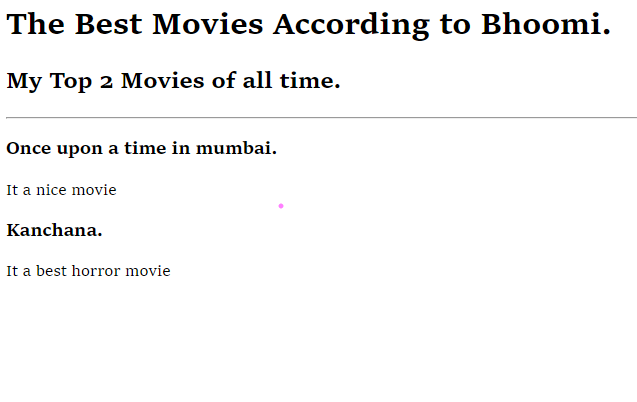 The Best Movies According to Bhoomi.
My Top 2 Movies of all time.
Once upon a time in mumbai.
It a nice movie
Kanchana.
It a best horror movie